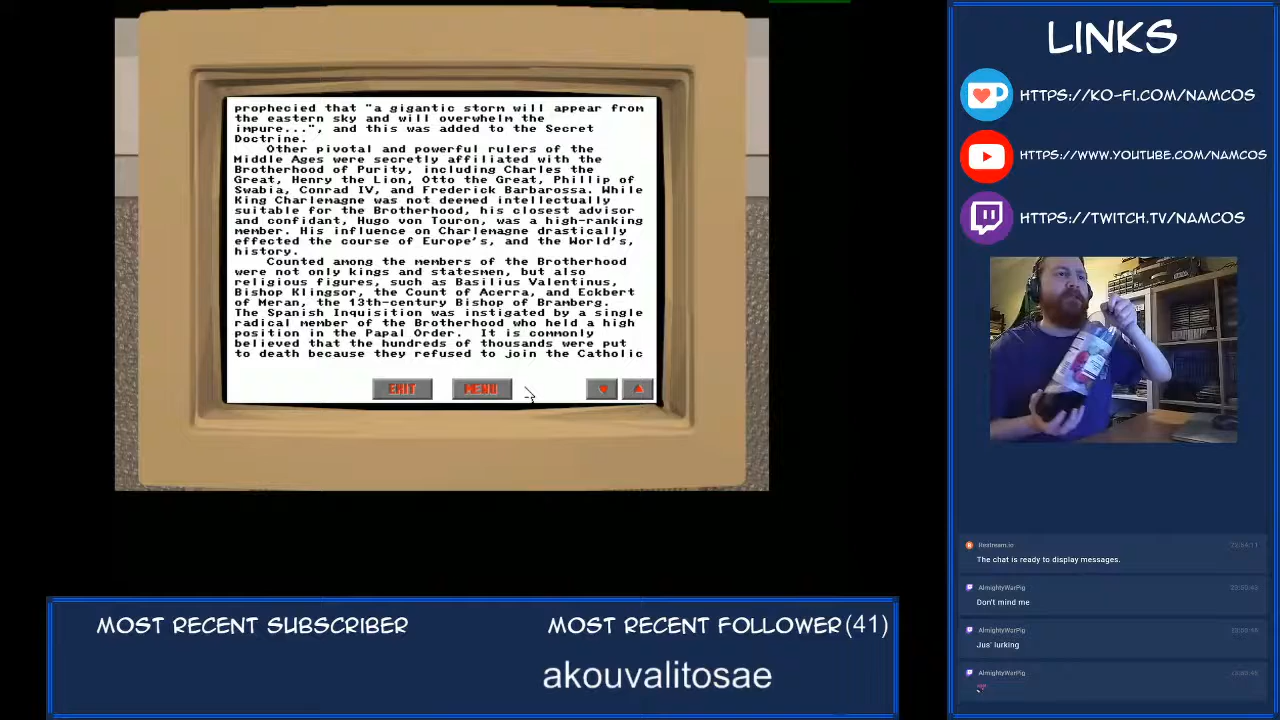 prophecied that "a gigantic storm will appear from
the eastern sky and will overwhelm the
impure...", and this was added to the Secret
Doctrine.
Other pivotal and powerful rulers of the
Middle Ages were secretly affiliated with the
Brotherhood of Purity, including Charles the
Great, Henry the Lion, Otto the Great, Phillip of
Swabia, Conrad IV, and Frederick Barbarossa. While
King Charlemagne was not deemed intellectually
suitable for the Brotherhood, his closest advisor
and confidant, Hugo von Touron, was a high-ranking
member. His influence on Charlemagne drastically
effected the course of Europe's, and the World's,
history.
Counted among the members of the Brotherhood
were not only kings and statesmen, but also
religious figures, such as Basilius Valentinus,
Bishop Klingsor, the Count of Acerra, and Eckbert
of Meran, the 13th-century Bishop of Bramberg.
The Spanish Inquisition was instigated by a single
radical member of the Brotherhood who held a high
position in the Papal Order. It is commonly
believed that the hundreds of thousands were put
to death because they refused to join the Catholic
EXIT MENU
LINKS
HTTPS://KO-FI.COM/NAMCOS
HTTPS://WWW.YOUTUBE.COM/NAMCOS
HTTPS://TWITCH.TV/NAMCOS
Restream.io
The chat is ready to display messages.
AlmightyWarPig
Don't mind me
AlmightyWarPig
Jus' lurking
AlmightyWarPig
MOST RECENT SUBSCRIBER
MOST RECENT FOLLOWER (41)
akouvalitosae